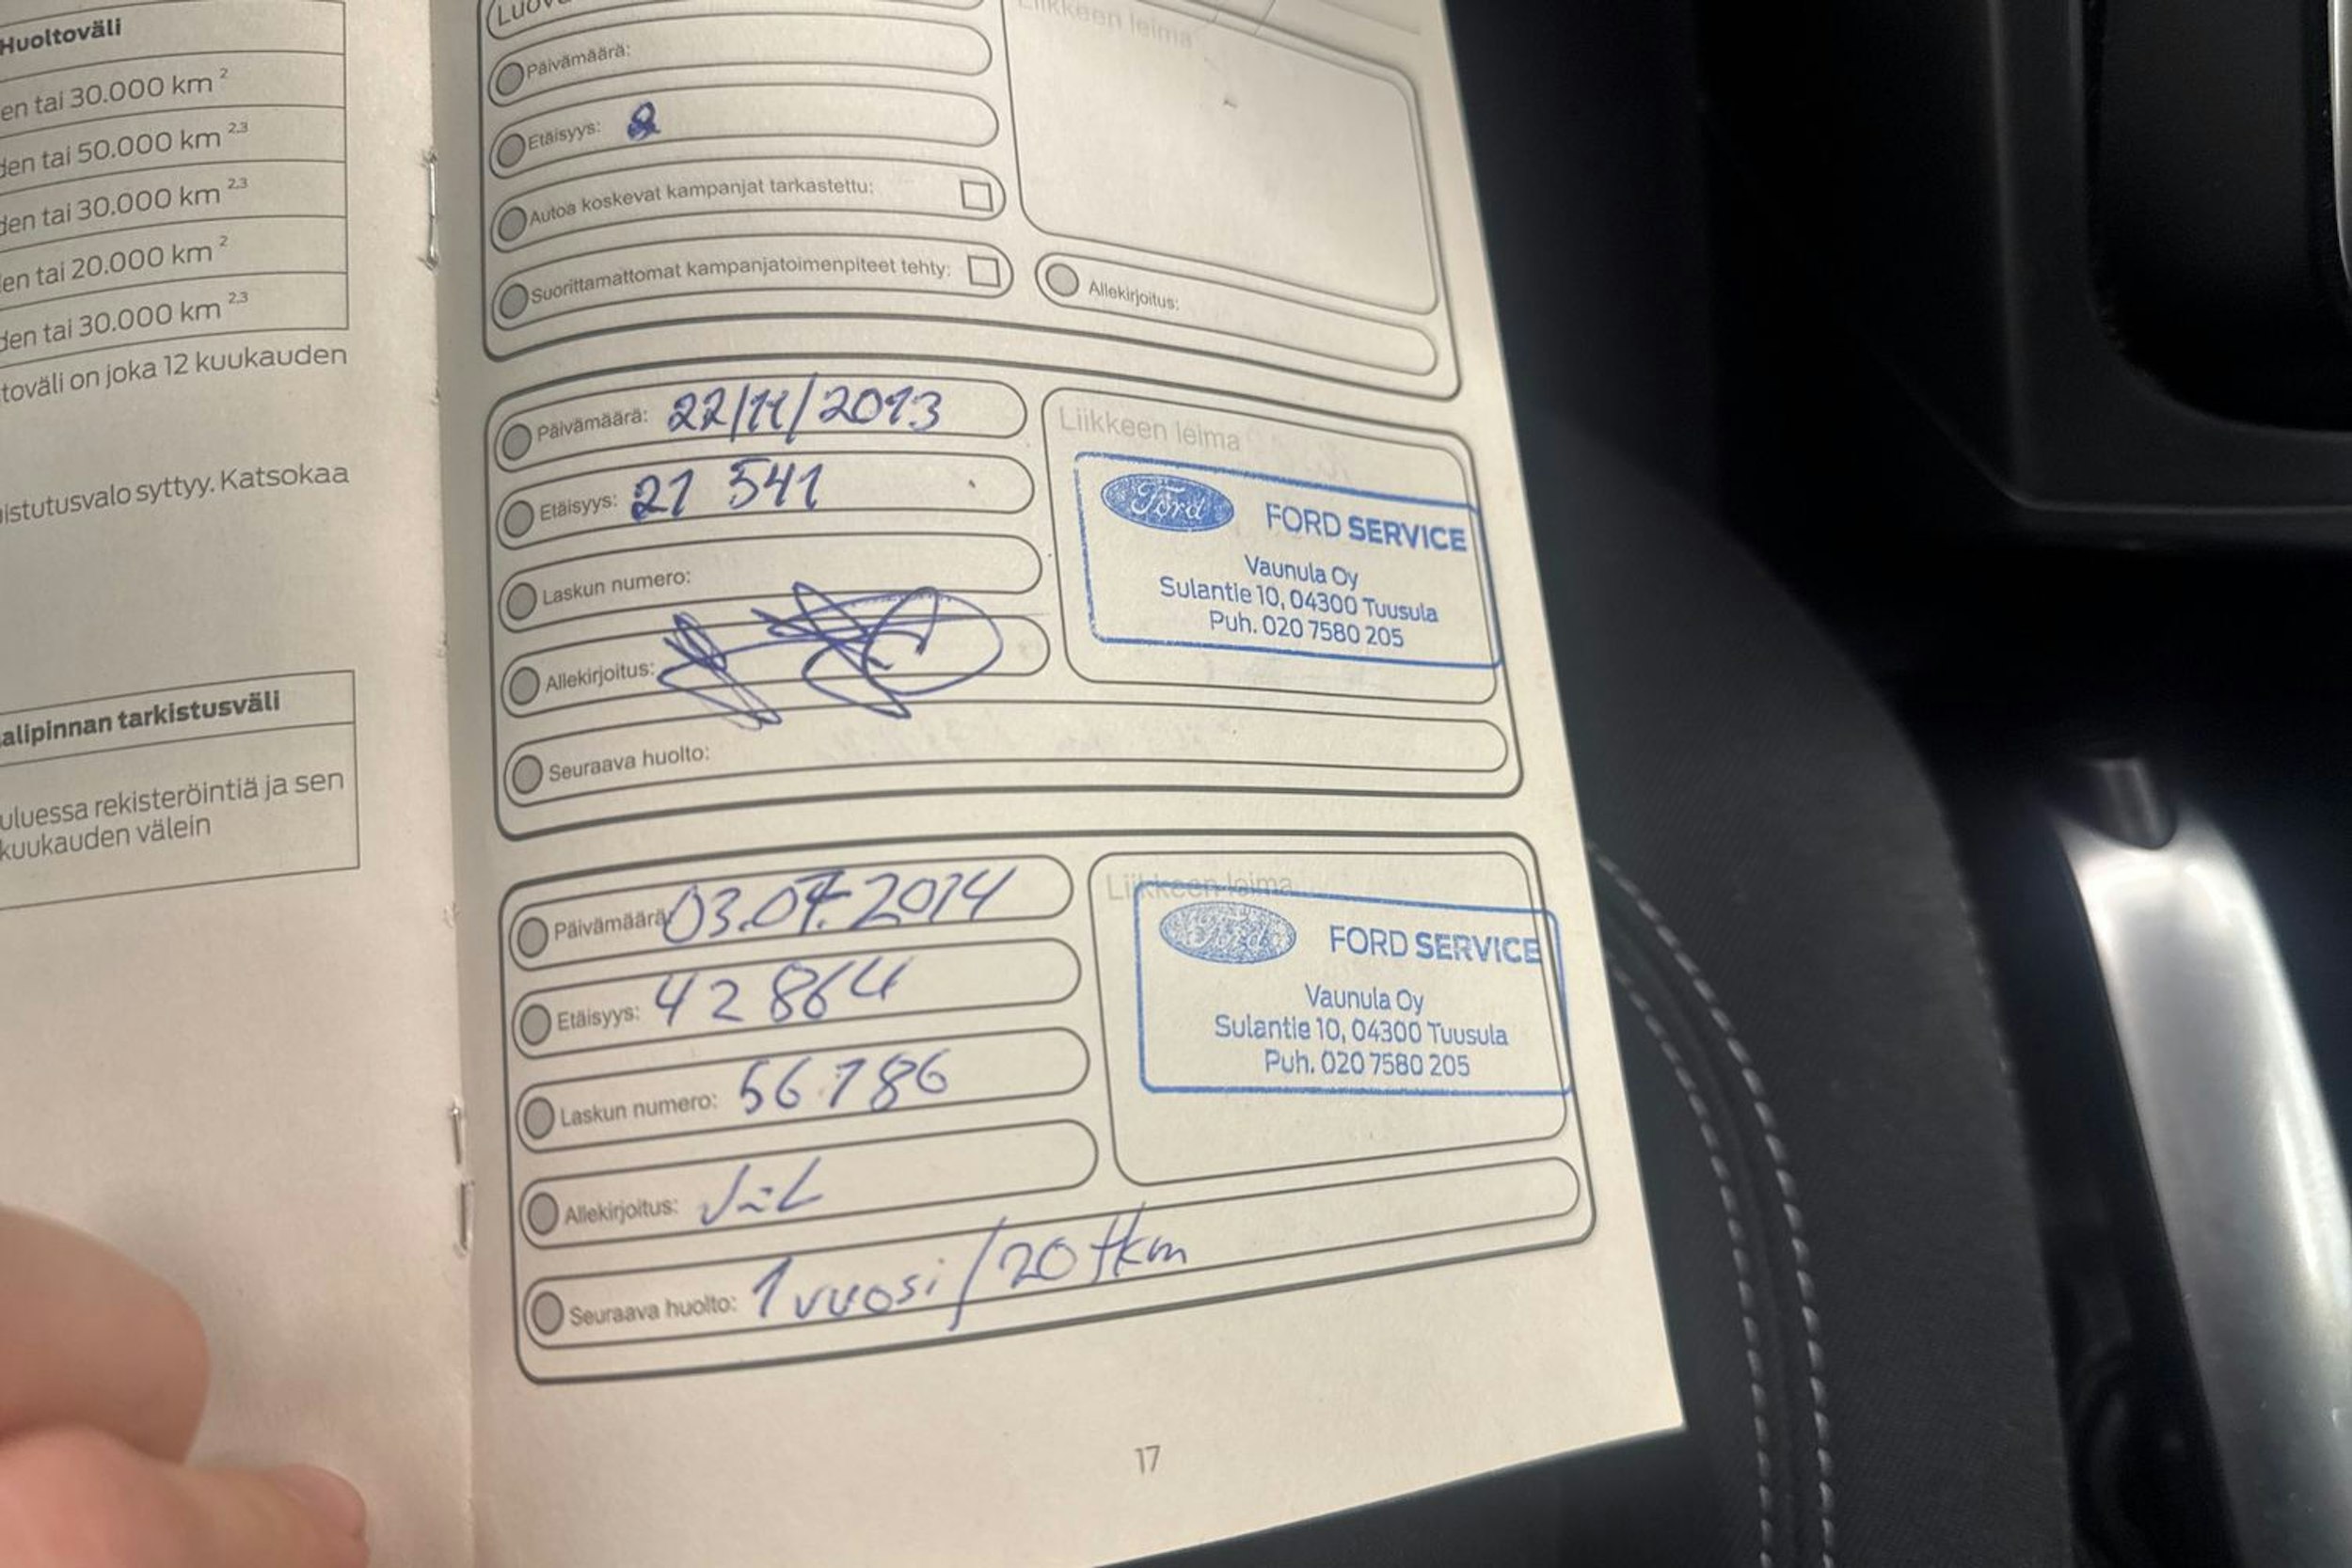 Huoltoväli
en tai 30.000 km 2
den tai 50.000 km 2,3
den tai 30.000 km 2,3
en tai 20.000 km 2
den tai 30.000 km 2,3
toväli on joka 12 kuukauden
istutusvalo syttyy. Katsokaa
alipinnan tarkistusväli
uluessa rekisteröintiä ja sen
kuukauden välein
Liikkeen leima
Päivämäärä:
Etäisyys:
Autoa koskevat kampanjat tarkastettu:
Suorittamattomat kampanjatoimenpiteet tehty:
Allekirjoitus:
Päivämäärä: 22/11/2013
Etäisyys: 21 541
Laskun numero:
Allekirjoitus:
Seuraava huolto:
Liikkeen leima
Ford FORD SERVICE
Vaunula Oy
Sulantie 10, 04300 Tuusula
Puh. 020 7580 205
Päivämäärä: 03.07.2014
Etäisyys: 42 864
Laskun numero: 56786
Allekirjoitus:
Seuraava huolto: 1 vuosi/20 tkm
Liikkeen leima
Ford FORD SERVICE
Vaunula Oy
Sulantie 10, 04300 Tuusula
Puh. 020 7580 205
17